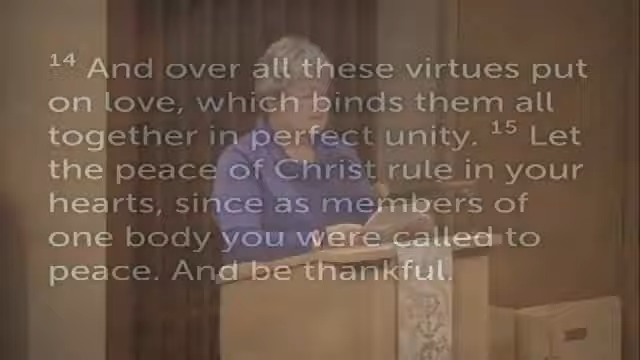 14 And over all these virtues put
on love, which binds them all
together in perfect unity. 15 Let
the peace of Christ rule in your
hearts, since as members of
one body you were called to
peace. And be thankful.